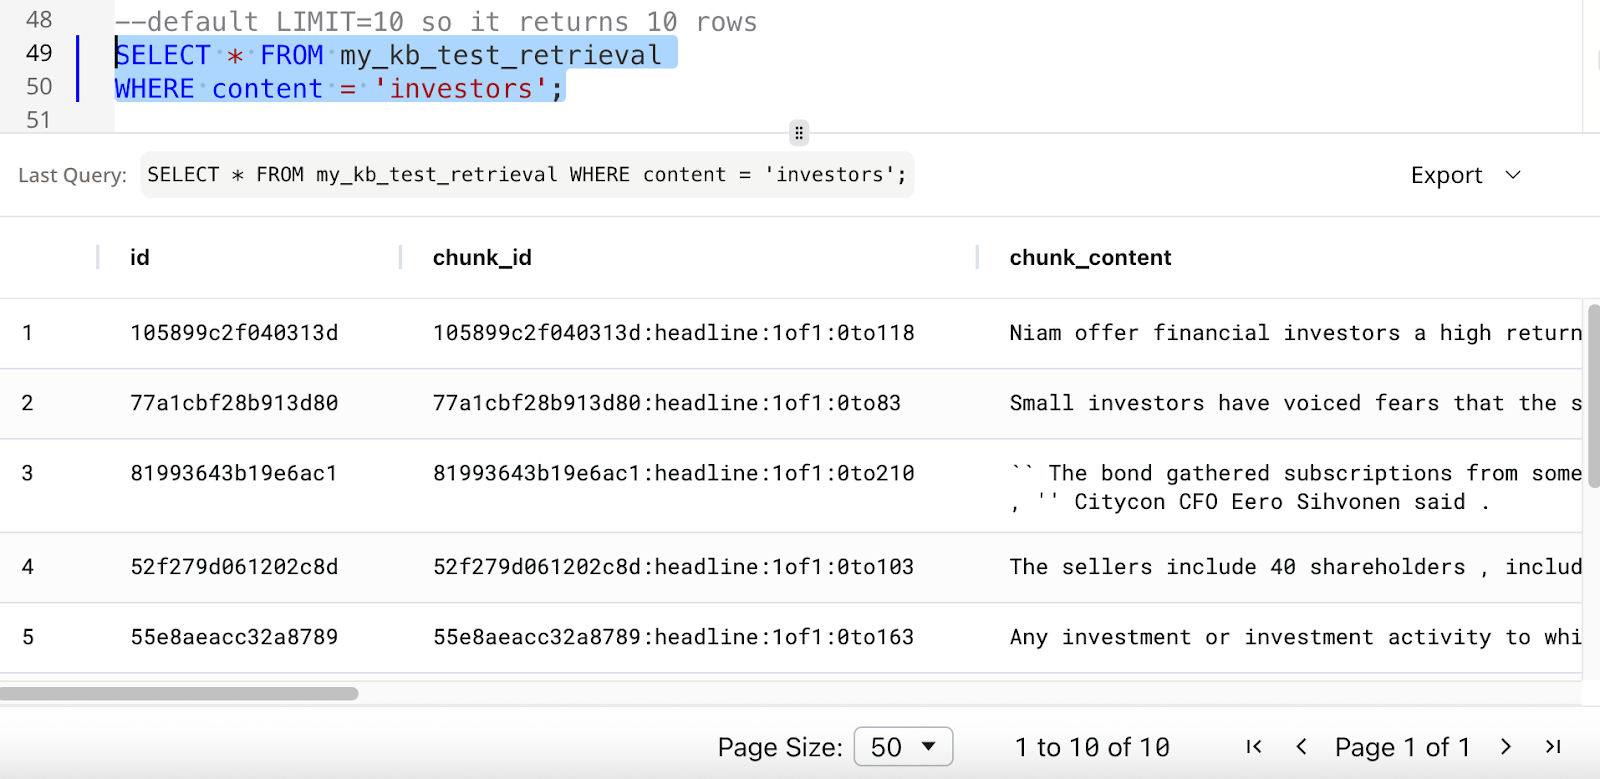 48 --default LIMIT=10 so it returns 10 rows
49 SELECT * FROM my_kb_test_retrieval
50 WHERE content = 'investors';
51
Last Query: SELECT * FROM my_kb_test_retrieval WHERE content = 'investors'; Export
id chunk_id chunk_content
1 105899c2f040313d 105899c2f040313d:headline:1of1:0to118 Niam offer financial investors a high return
2 77a1cbf28b913d80 77a1cbf28b913d80:headline:1of1:0to83 Small investors have voiced fears that the s
3 81993643b19e6ac1 81993643b19e6ac1:headline:1of1:0to210 `` The bond gathered subscriptions from some
, '' Citycon CFO Eero Sihvonen said .
4 52f279d061202c8d 52f279d061202c8d:headline:1of1:0to103 The sellers include 40 shareholders , includ
5 55e8aeacc32a8789 55e8aeacc32a8789:headline:1of1:0to163 Any investment or investment activity to whi
Page Size: 50 1 to 10 of 10 Page 1 of 1